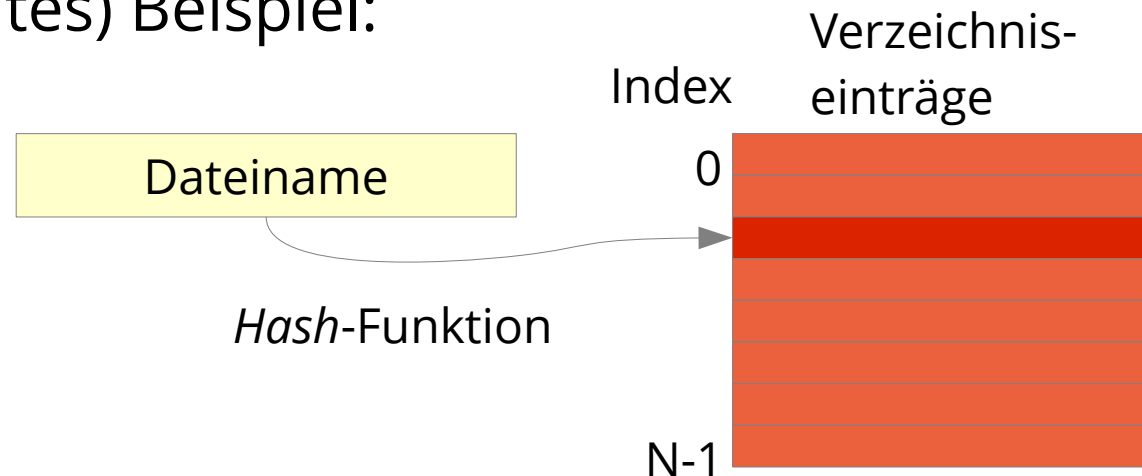 tes) Beispiel:
Verzeichnis-
Index einträge
Dateiname
0
Hash-Funktion
N-1